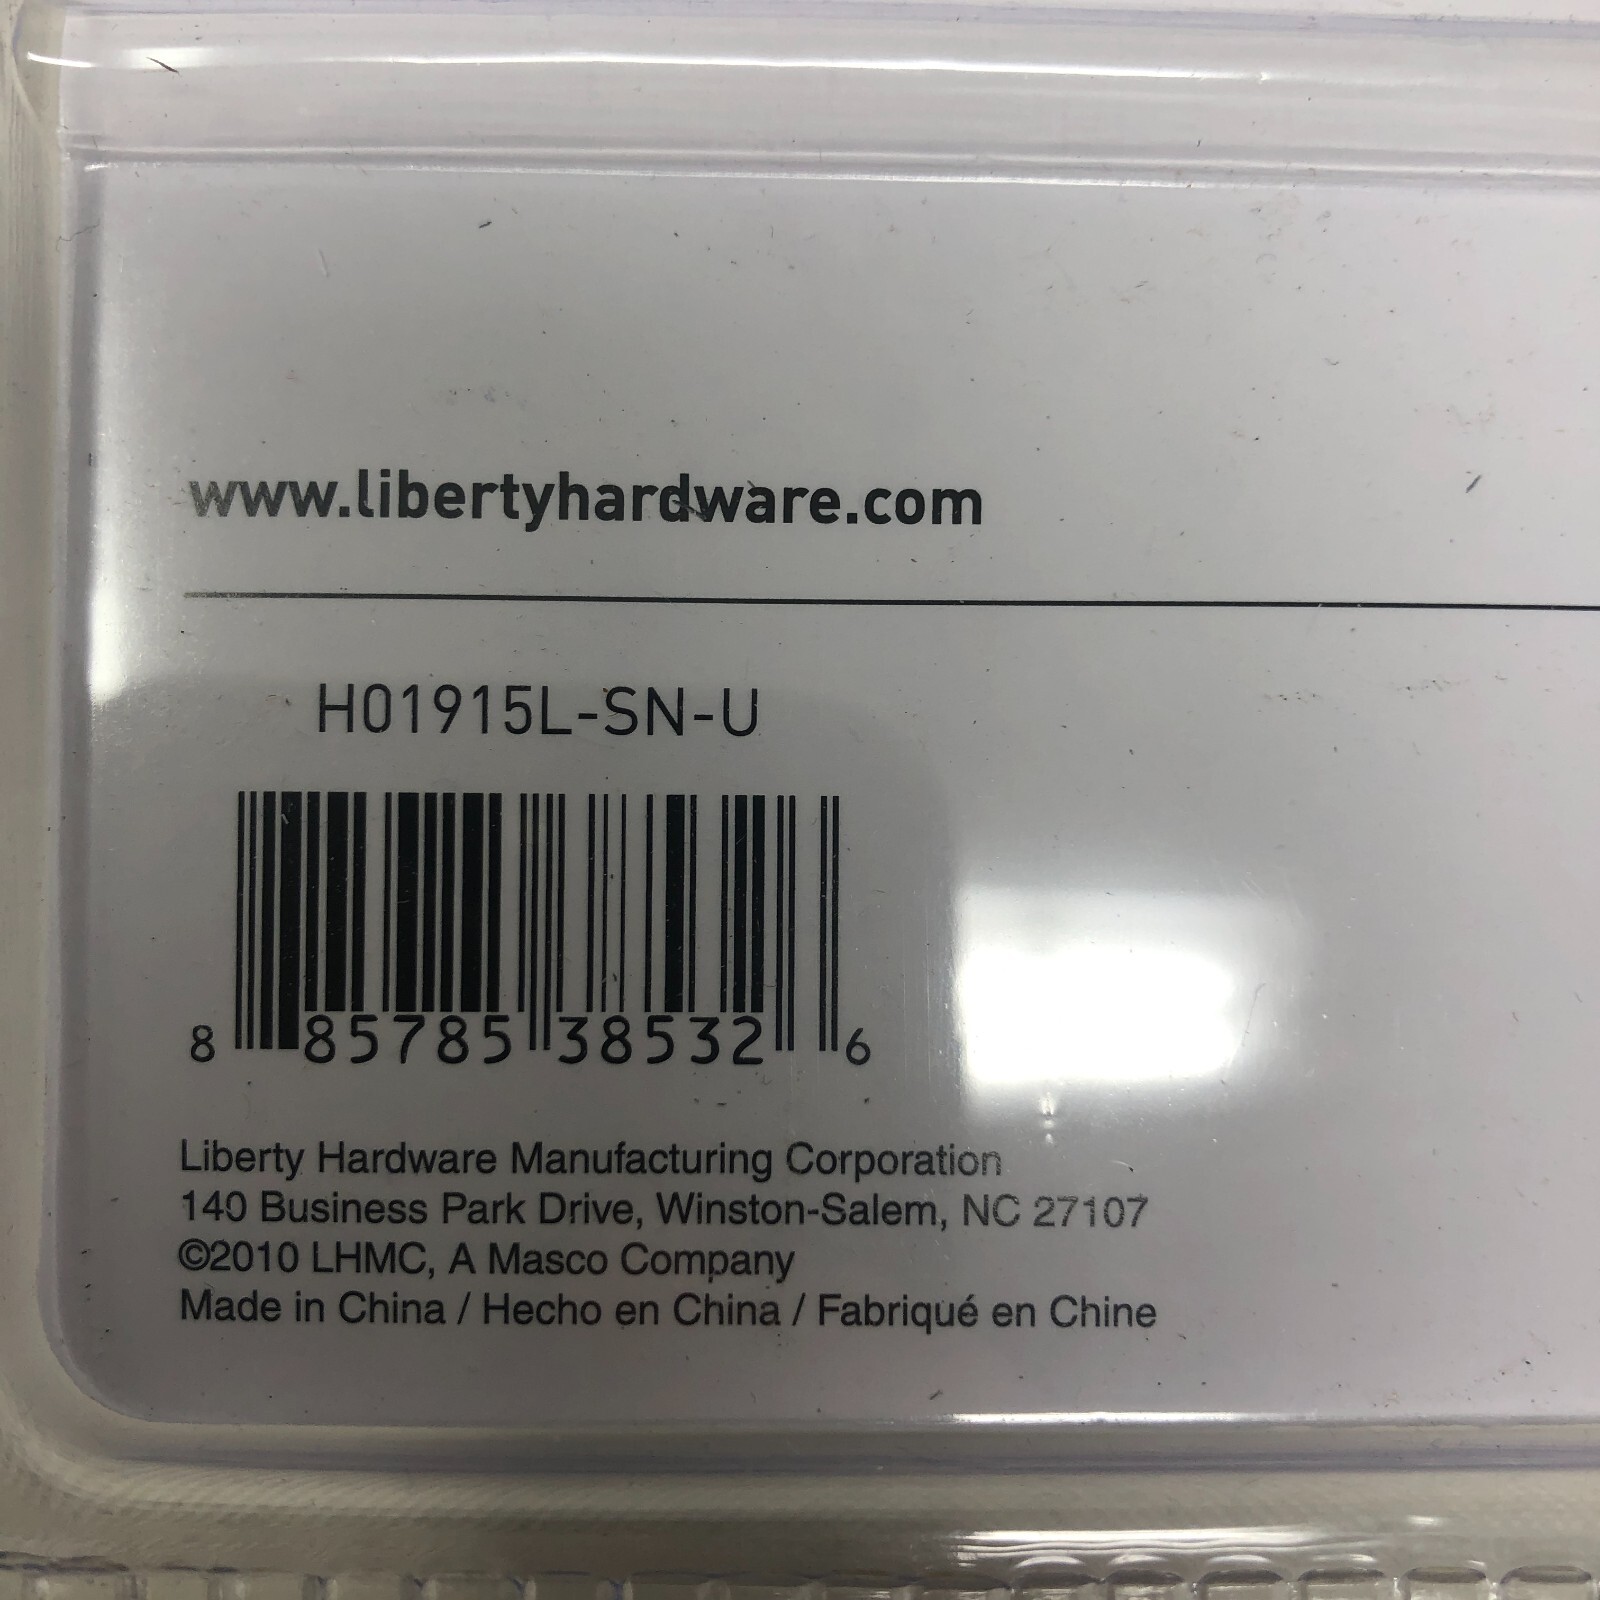 www.libertyhardware.com
H01915L-SN-U
8 85785 38532 6
Liberty Hardware Manufacturing Corporation
140 Business Park Drive, Winston-Salem, NC 27107
©2010 LHMC, A Masco Company
Made in China / Hecho en China / Fabriqué en Chine